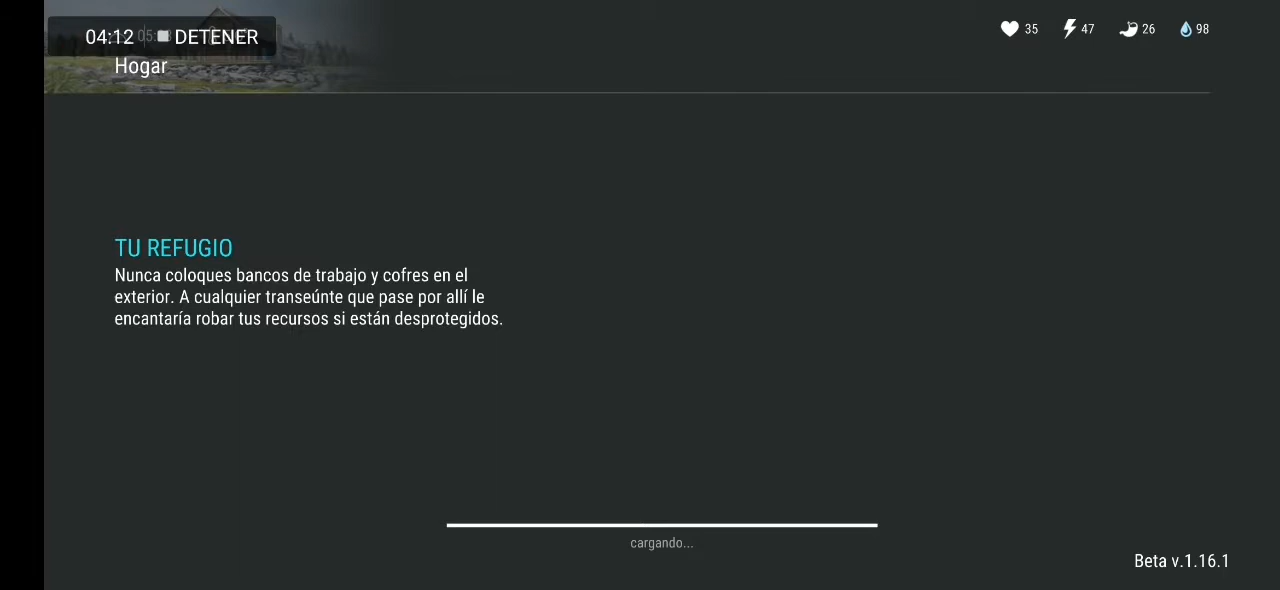 04:12 DETENER
35 47 26 98
Hogar
TU REFUGIO
Nunca coloques bancos de trabajo y cofres en el
exterior. A cualquier transeúnte que pase por allí le
encantaría robar tus recursos si están desprotegidos.
cargando...
Beta v.1.16.1